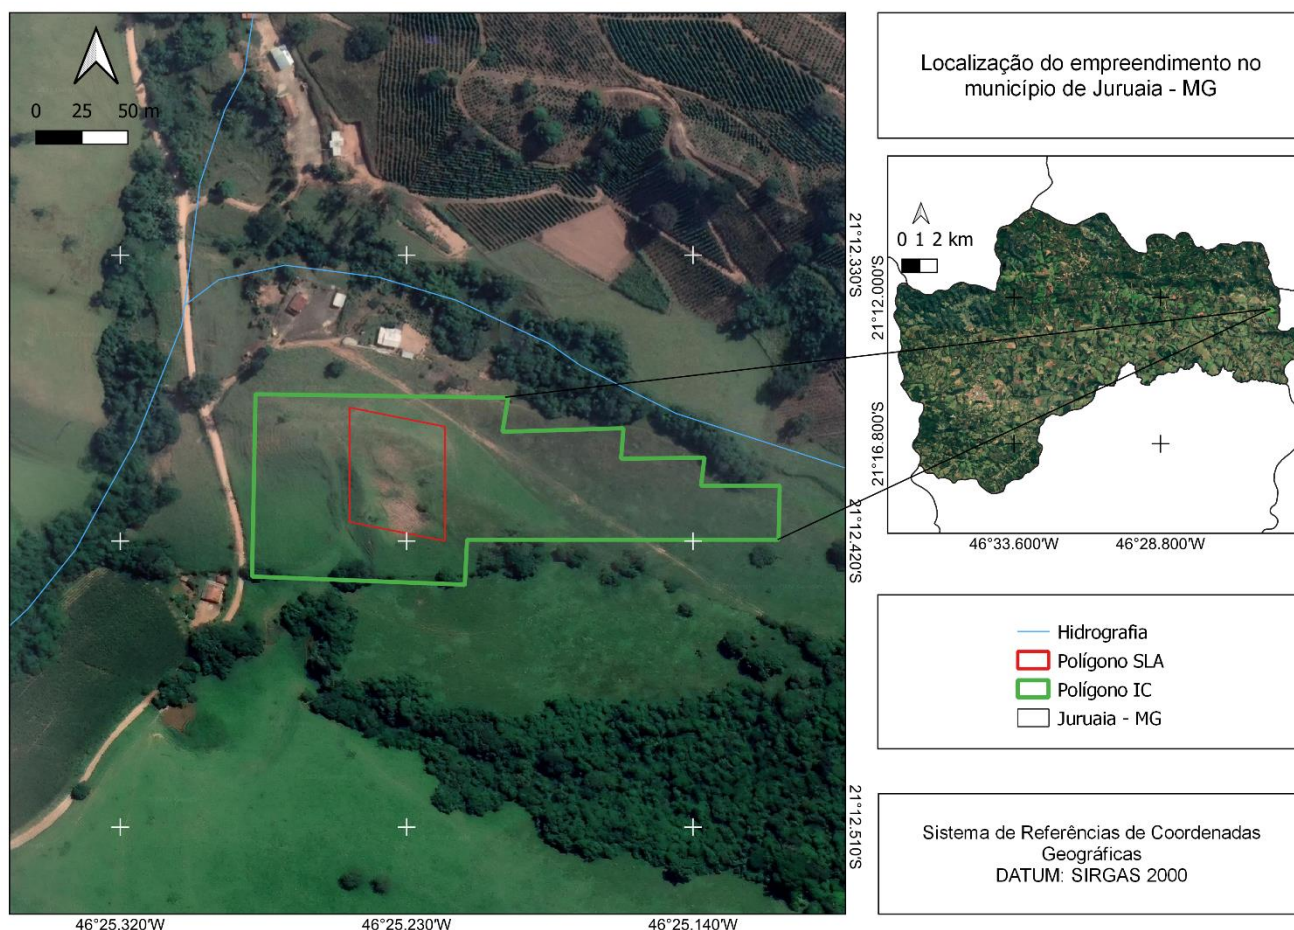 0 25 50 m
21°12.330'S
21°12.420'S
21°12.510'S
46°25.320'W
46°25.230'W
46°25.140'W
Localização do empreendimento no
município de Juruaia - MG
0 1 2 km
21°12.000'S
21°16.800'S
46°33.600'W
46°28.800'W
Hidrografia
Polígono SLA
Polígono IC
Juruaia - MG
Sistema de Referências de Coordenadas
Geográficas
DATUM: SIRGAS 2000